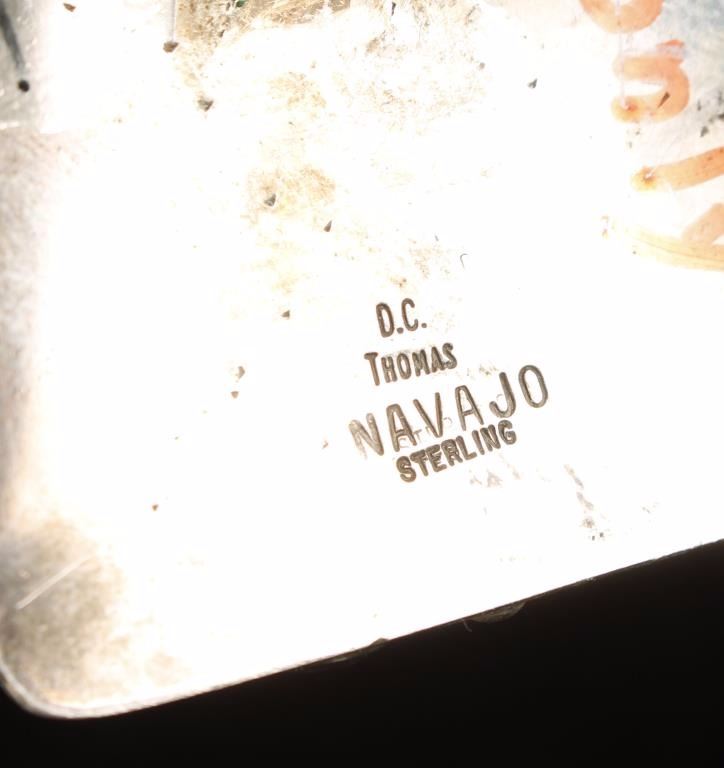 D.C.
THOMAS
NAVAJO
STERLING